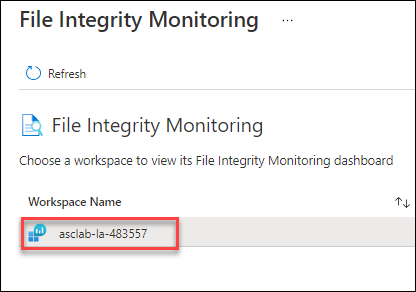 File Integrity Monitoring ...
Refresh
File Integrity Monitoring
Choose a workspace to view its File Integrity Monitoring dashboard
Workspace Name
asclab-la-483557